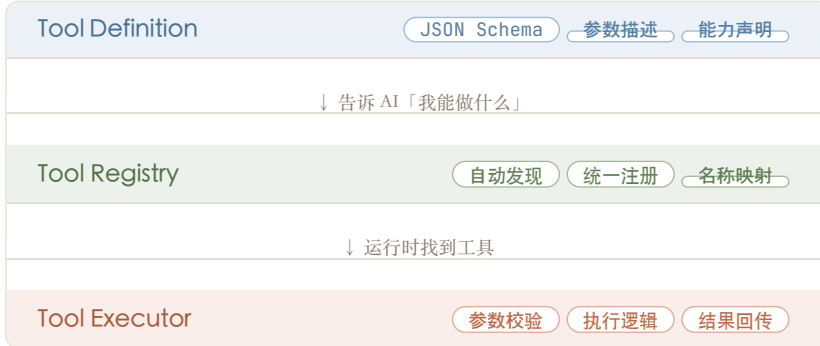 Tool Definition JSON Schema 参数描述 能力声明
↓ 告诉 AI「我能做什么」
Tool Registry 自动发现 统一注册 名称映射
↓ 运行时找到工具
Tool Executor 参数校验 执行逻辑 结果回传